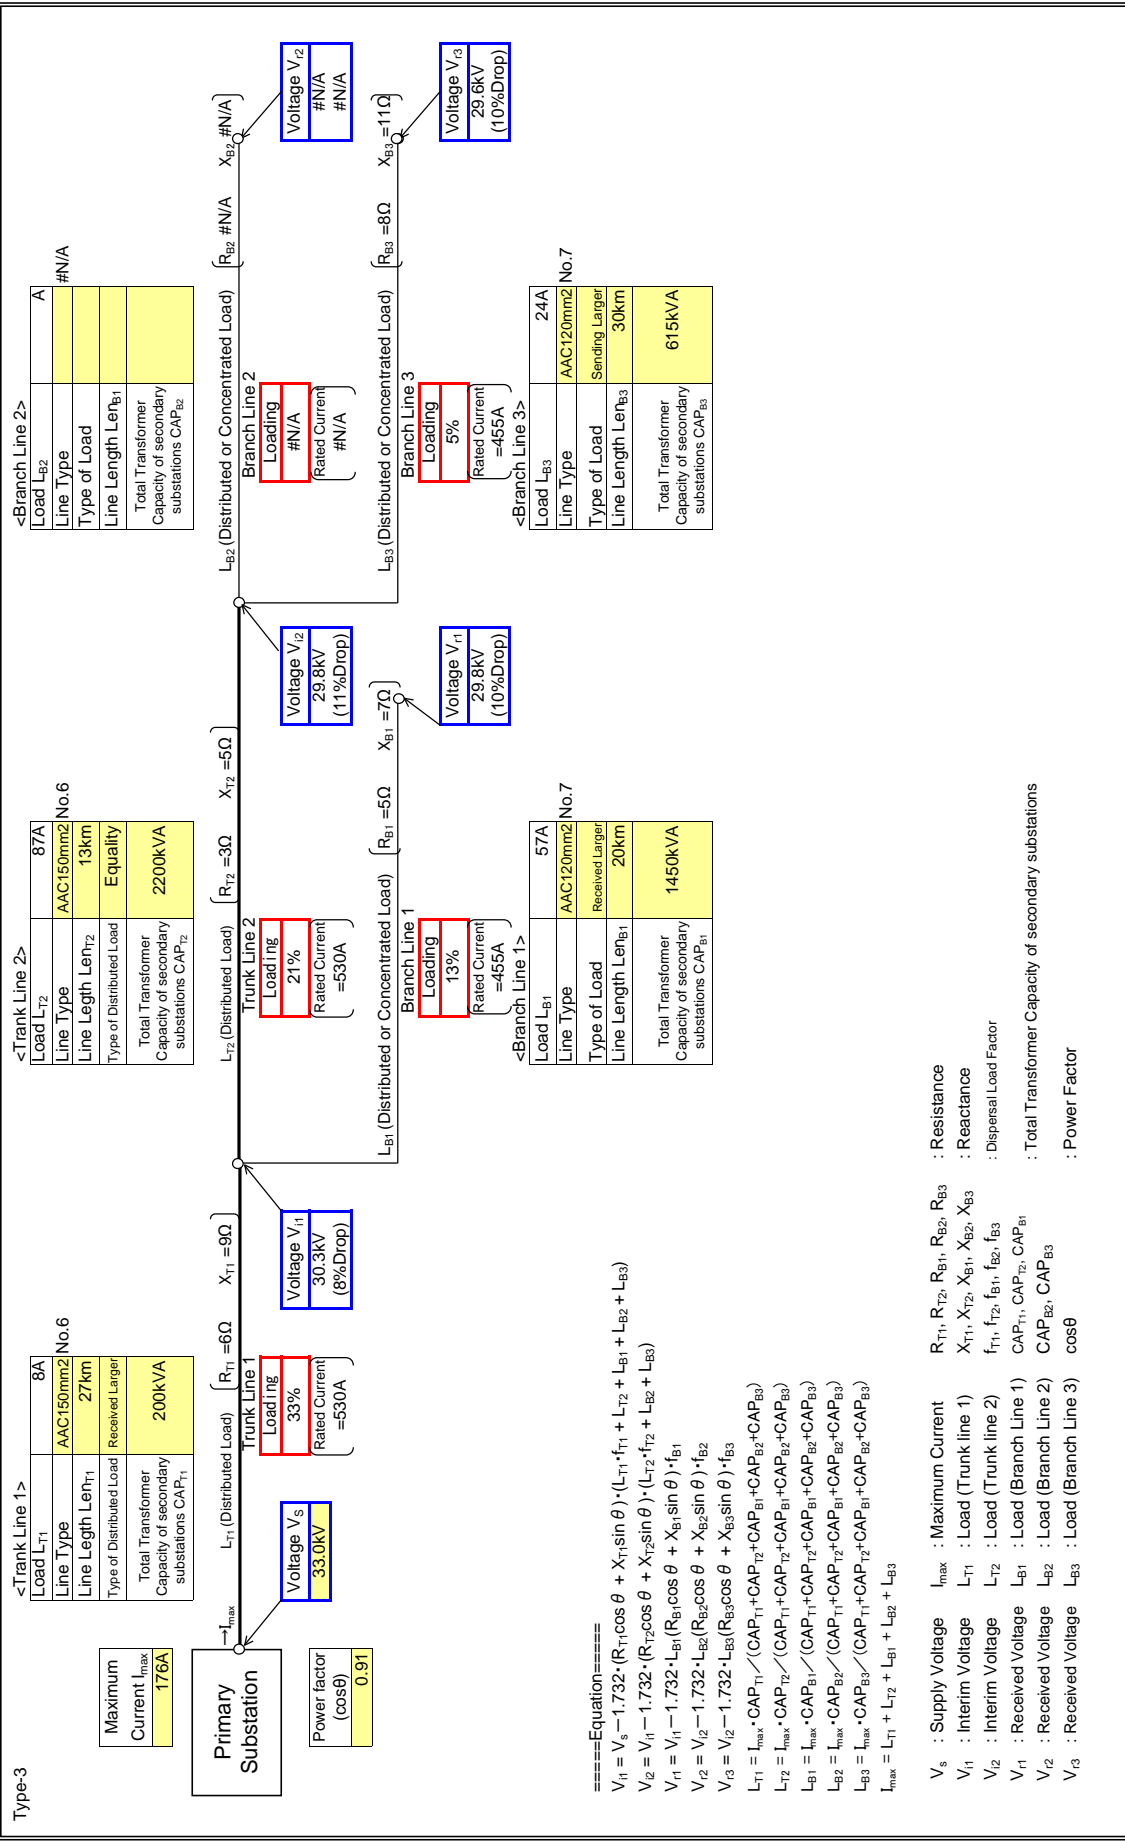 Type-3
Maximum
Current Imax
176A
Primary
Substation
Power factor
(cosθ)
0.91
→Imax
Voltage VS
33.0kV
<Trank Line 1>
Load LT1 8A
Line Type AAC150mm2 No.6
Line Legth LenT1 27km
Type of Distributed Load Received Larger
Total Transformer
Capacity of secondary
substations CAPT1
200kVA
LT1 (Distributed Load)
RT1 =6Ω XT1 =9Ω
Trunk Line 1
Loading
33%
Rated Current
=530A
Voltage Vi1
30.3kV
(8%Drop)
<Trank Line 2>
Load LT2 87A
Line Type AAC150mm2 No.6
Line Legth LenT2 13km
Type of Distributed Load Equality
Total Transformer
Capacity of secondary
substations CAPT2
2200kVA
LT2 (Distributed Load)
RT2 =3Ω XT2 =5Ω
Trunk Line 2
Loading
21%
Rated Current
=530A
Voltage Vi2
29.8kV
(11%Drop)
LB1 (Distributed or Concentrated Load)
RB1 =5Ω XB1 =7Ω
Branch Line 1
Loading
13%
Rated Current
=455A
Voltage Vr1
29.8kV
(10%Drop)
<Branch Line 1>
Load LB1 57A
Line Type AAC120mm2 No.7
Type of Load Received Larger
Line Length LenB1 20km
Total Transformer
Capacity of secondary
substations CAPB1
1450kVA
<Branch Line 2>
Load LB2 A
Line Type #N/A
Type of Load
Line Length LenB1
Total Transformer
Capacity of secondary
substations CAPB2
LB2 (Distributed or Concentrated Load)
RB2 #N/A XB2 #N/A
Branch Line 2
Loading
#N/A
Rated Current
#N/A
Voltage Vr2
#N/A
#N/A
LB3 (Distributed or Concentrated Load)
RB3 =8Ω XB3 =11Ω
Branch Line 3
Loading
5%
Rated Current
=455A
Voltage Vr3
29.6kV
(10%Drop)
<Branch Line 3>
Load LB3 24A
Line Type AAC120mm2 No.7
Type of Load Sending Larger
Line Length LenB3 30km
Total Transformer
Capacity of secondary
substations CAPB3
615kVA
=====Equation=====
Vi1 = Vs−1.732・(RT1cosθ + XT1sinθ)・(LT1・fT1 + LT2 + LB1 + LB2 + LB3)
Vi2 = Vi1−1.732・(RT2cosθ + XT2sinθ)・(LT2・fT2 + LB2 + LB3)
Vr1 = Vi1−1.732・LB1(RB1cosθ + XB1sinθ)・fB1
Vr2 = Vi2−1.732・LB2(RB2cosθ + XB2sinθ)・fB2
Vr3 = Vi2−1.732・LB3(RB3cosθ + XB3sinθ)・fB3
LT1 = Imax・CAPT1／(CAPT1+CAPT2+CAPB1+CAPB2+CAPB3)
LT2 = Imax・CAPT2／(CAPT1+CAPT2+CAPB1+CAPB2+CAPB3)
LB1 = Imax・CAPB1／(CAPT1+CAPT2+CAPB1+CAPB2+CAPB3)
LB2 = Imax・CAPB2／(CAPT1+CAPT2+CAPB1+CAPB2+CAPB3)
LB3 = Imax・CAPB3／(CAPT1+CAPT2+CAPB1+CAPB2+CAPB3)
Imax = LT1 + LT2 + LB1 + LB2 + LB3
Vs : Supply Voltage Imax : Maximum Current RT1, RT2, RB1, RB2, RB3 : Resistance
Vi1 : Interim Voltage LT1 : Load (Trunk line 1) XT1, XT2, XB1, XB2, XB3 : Reactance
Vi2 : Interim Voltage LT2 : Load (Trunk line 2) fT1, fT2, fB1, fB2, fB3 : Dispersal Load Factor
Vr1 : Received Voltage LB1 : Load (Branch Line 1) CAPT1, CAPT2, CAPB1 : Total Transformer Capacity of secondary substations
Vr2 : Received Voltage LB2 : Load (Branch Line 2) CAPB2, CAPB3
Vr3 : Received Voltage LB3 : Load (Branch Line 3) cosθ : Power Factor